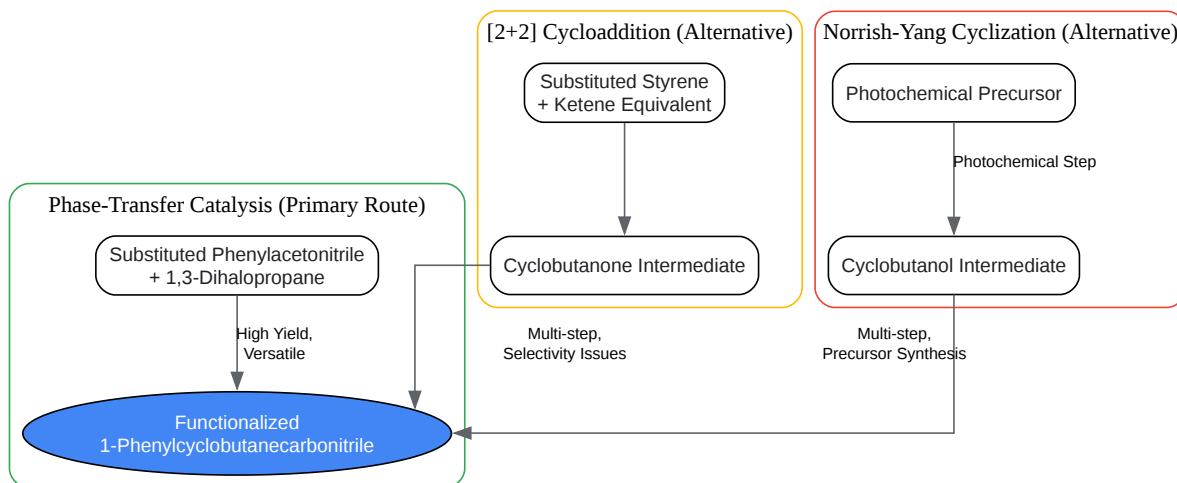 [2+2] Cycloaddition (Alternative)
Substituted Styrene
+ Ketene Equivalent
Cyclobutanone Intermediate
Multi-step,
Selectivity Issues
Norrish-Yang Cyclization (Alternative)
Photochemical Precursor
Photochemical Step
Cyclobutanol Intermediate
Multi-step,
Precursor Synthesis
Phase-Transfer Catalysis (Primary Route)
Substituted Phenylacetonitrile
+ 1,3-Dihalopropane
High Yield,
Versatile
Functionalized
1-Phenylcyclobutanecarbonitrile